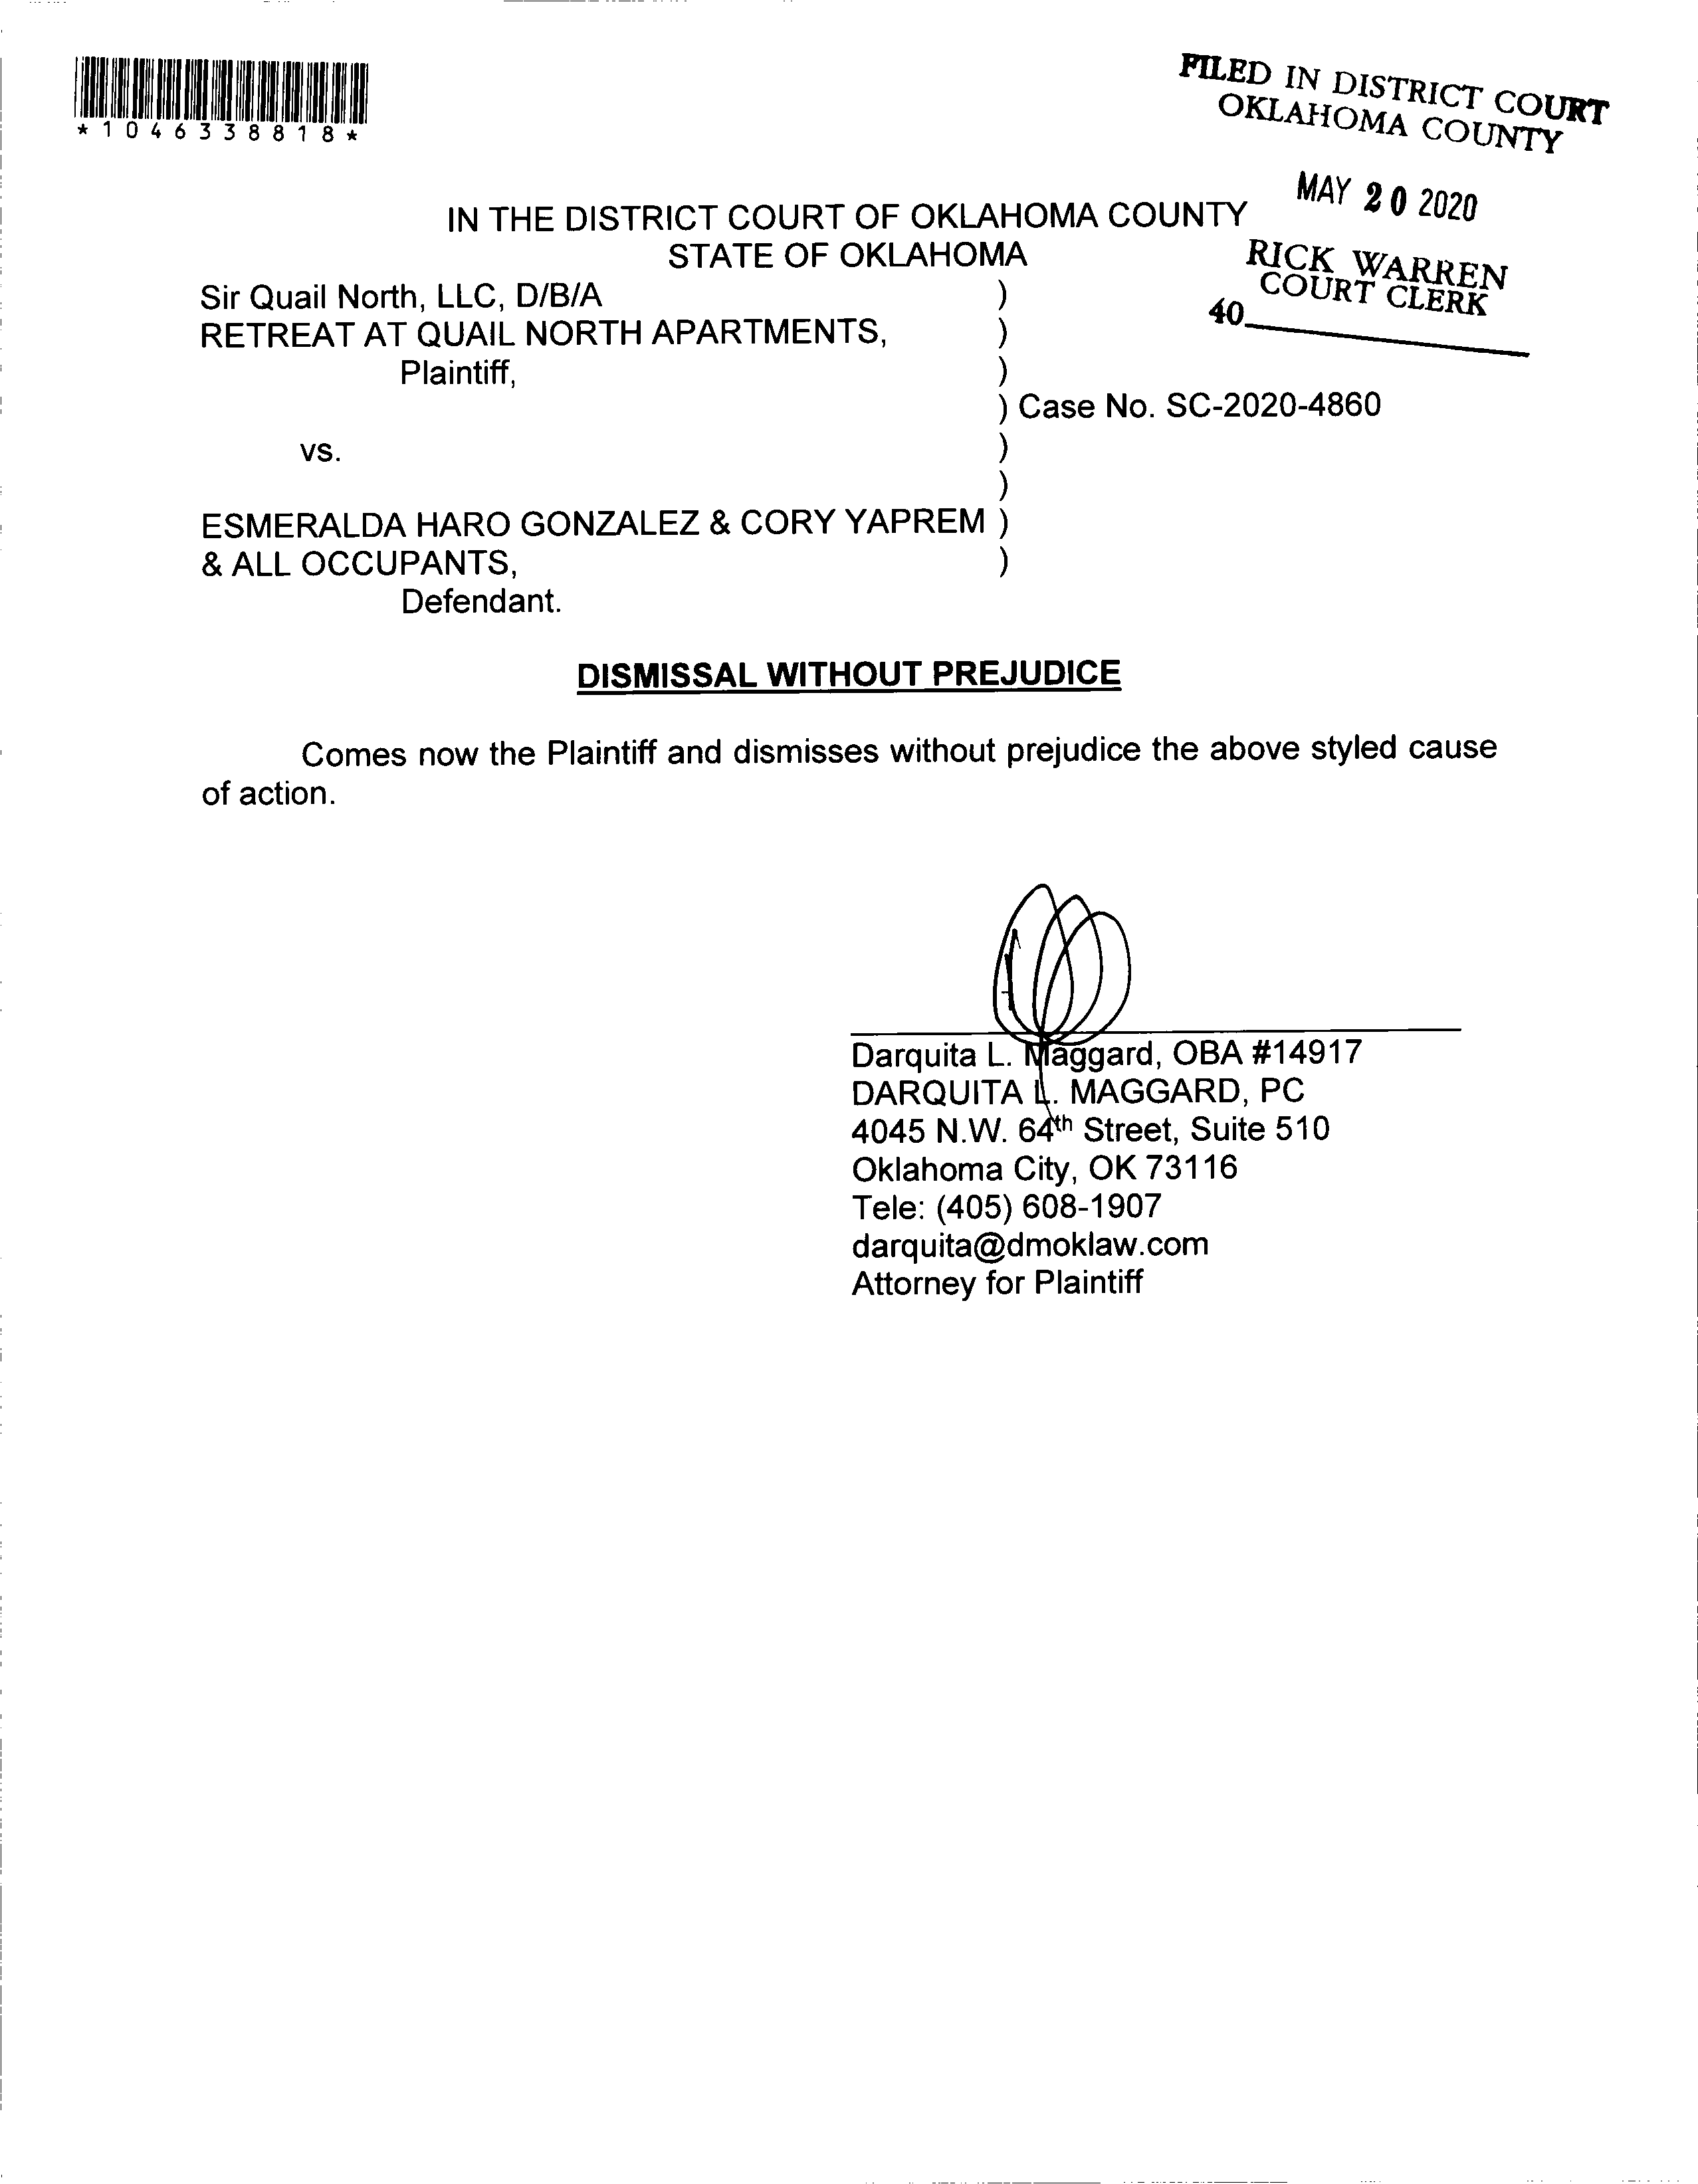 *1046338818*
FILED IN DISTRICT COURT
OKLAHOMA COUNTY
MAY 20 2020
RICK WARREN
COURT CLERK
40
IN THE DISTRICT COURT OF OKLAHOMA COUNTY
STATE OF OKLAHOMA
Sir Quail North, LLC, D/B/A )
RETREAT AT QUAIL NORTH APARTMENTS, )
Plaintiff, )
) Case No. SC-2020-4860
vs. )
)
ESMERALDA HARO GONZALEZ & CORY YAPREM )
& ALL OCCUPANTS, )
Defendant.
DISMISSAL WITHOUT PREJUDICE
Comes now the Plaintiff and dismisses without prejudice the above styled cause
of action.
Darquita L. Maggard, OBA #14917
DARQUITA L. MAGGARD, PC
4045 N.W. 64th Street, Suite 510
Oklahoma City, OK 73116
Tele: (405) 608-1907
darquita@dmoklaw.com
Attorney for Plaintiff